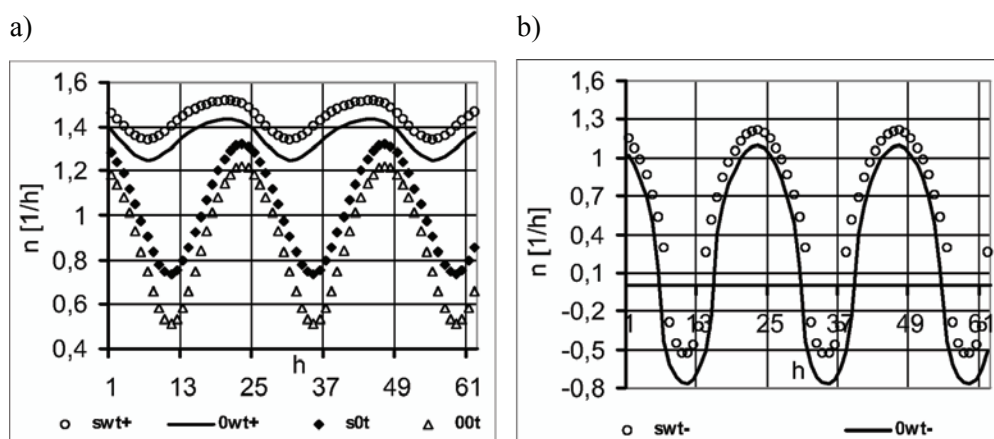 a)
b)
1,6
1,4
1,2
1
0,8
0,6
0,4
n [1/h]
h
1 13 25 37 49 61
swt+ 0wt+ s0t 00t
1,6
1,3
1
0,7
0,4
0,1
-0,2
-0,5
-0,8
n [1/h]
1 13 25 37 49 61
h
swt- 0wt-